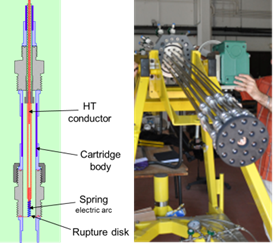 HT
conductor
Cartridge
body
Spring
electric arc
Rupture disk